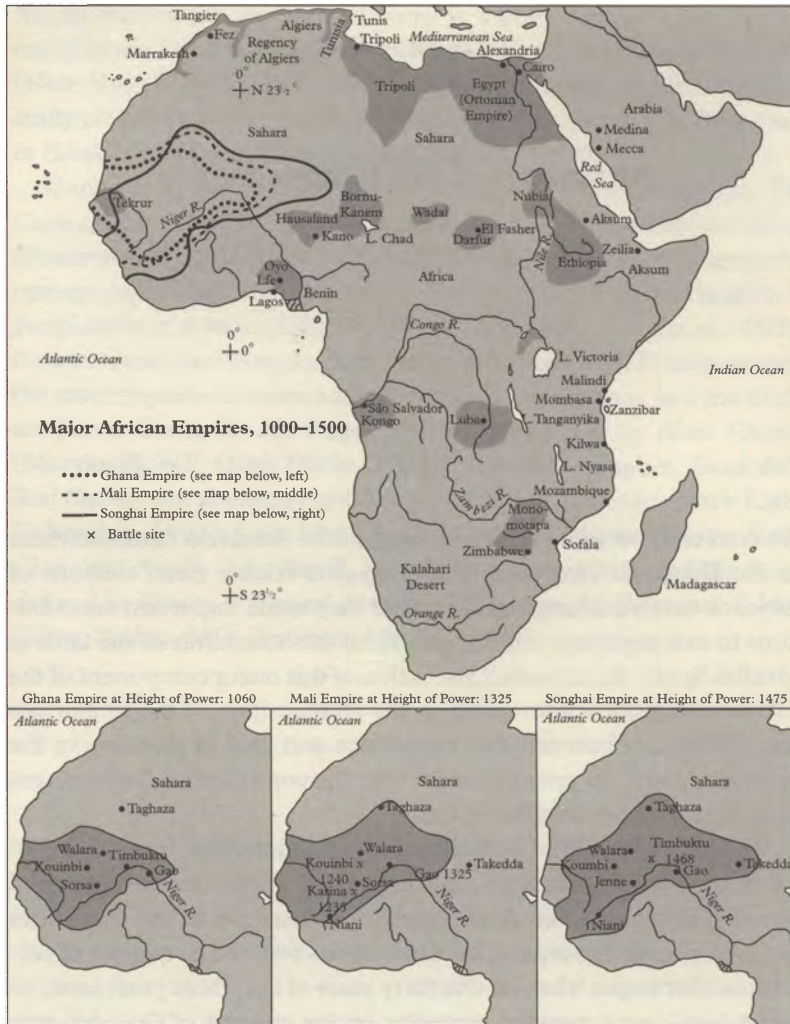 Tangier
Fez
Marrakesh
Algiers
Regency
of Algiers
Tunisia
Tunis
Tripoli
Mediterranean Sea
Alexandria
Cairo
0°
N 23½°
Tripoli
Egypt
(Ottoman
Empire)
Arabia
Medina
Mecca
Red
Sea
Sahara
Sahara
Tekrur
Niger R.
Bornu-
Kanem
Hausaland
Kano
L. Chad
Wadai
Darfur
El Fasher
Nubia
Nile R.
Aksum
Zeilia
Ethiopia
Aksum
Oyo
Lfe
Lagos
Benin
Africa
0°
0°
Atlantic Ocean
Congo R.
L. Victoria
Indian Ocean
Malindi
Mombasa
Zanzibar
São Salvador
Kongo
Luba
L. Tanganyika
Kilwa
L. Nyasa
Zambezi R.
Mozambique
Mono-
motapa
Zimbabwe
Sofala
Madagascar
Kalahari
Desert
Orange R.
0°
S 23½°
Major African Empires, 1000–1500
Ghana Empire (see map below, left)
Mali Empire (see map below, middle)
Songhai Empire (see map below, right)
x Battle site
Ghana Empire at Height of Power: 1060
Atlantic Ocean
Sahara
Taghaza
Walara
Timbuktu
Kouinbi
Gao
Sorsa
Niger R.
Mali Empire at Height of Power: 1325
Atlantic Ocean
Sahara
Taghaza
Walara
Kouinbi x
1240
Gao 1325
Takedda
Sorsa
Karina x
1235
Niani
Niger R.
Songhai Empire at Height of Power: 1475
Atlantic Ocean
Sahara
Taghaza
Walara
Timbuktu
x 1468
Koumbi
Gao
Takedda
Jenne
Niani
Niger R.